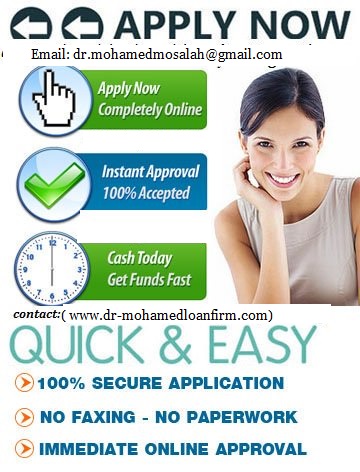 APPLY NOW
Email: dr.mohamedmosalah@gmail.com
Apply Now
Completely Online
Instant Approval
100% Accepted
Cash Today
Get Funds Fast
contact: ( www.dr-mohamedloanfirm.com)
QUICK & EASY
100% SECURE APPLICATION
NO FAXING - NO PAPERWORK
IMMEDIATE ONLINE APPROVAL